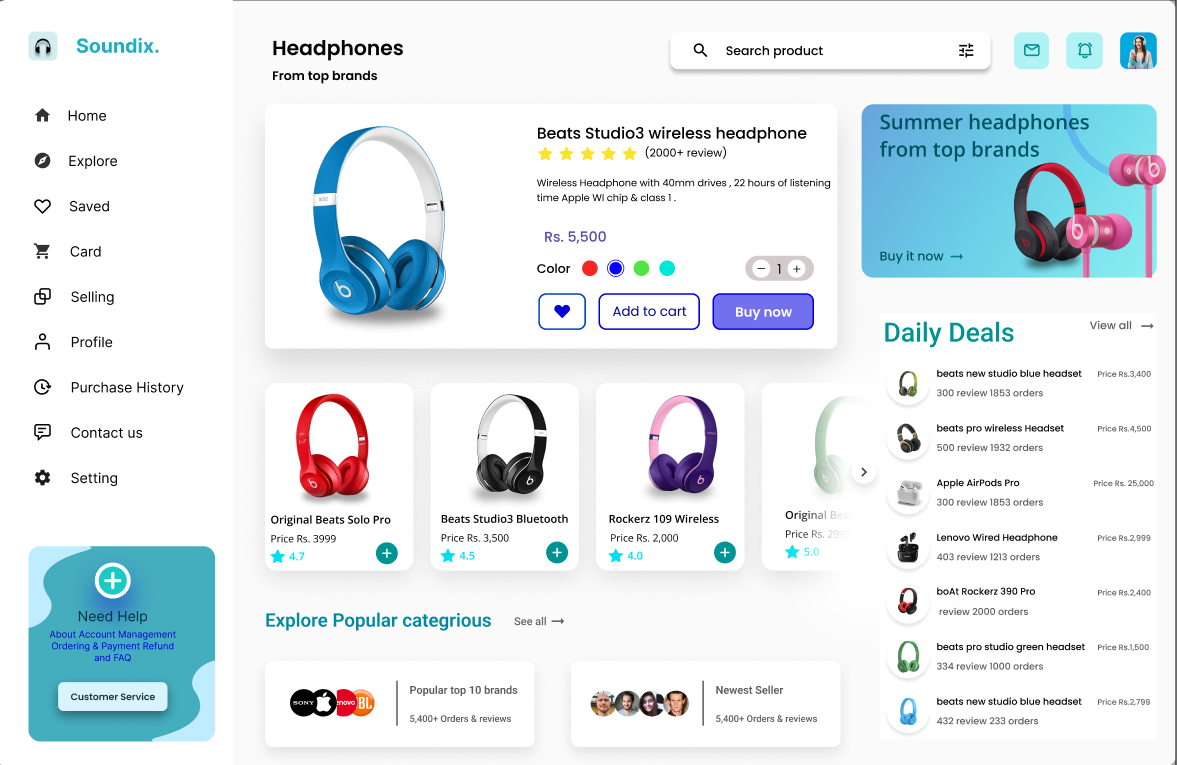 Soundix.
Home
Explore
Saved
Card
Selling
Profile
Purchase History
Contact us
Setting
Need Help
About Account Management
Ordering & Payment Refund
and FAQ
Customer Service
Headphones
From top brands
Search product
Beats Studio3 wireless headphone
(2000+ review)
Wireless Headphone with 40mm drives , 22 hours of listening
time Apple WI chip & class 1 .
Rs. 5,500
Color
1
Add to cart
Buy now
Original Beats Solo Pro
Price Rs. 3999
4.7
Beats Studio3 Bluetooth
Price Rs. 3,500
4.5
Rockerz 109 Wireless
Price Rs. 2,000
4.0
Original Beats
Price Rs. 2999
5.0
Explore Popular categrious
See all
SONY
enovo
BL
Popular top 10 brands
5,400+ Orders & reviews
Newest Seller
5,400+ Orders & reviews
Summer headphones
from top brands
Buy it now
Daily Deals
View all
beats new studio blue headset
Price Rs.3,400
300 review 1853 orders
beats pro wireless Headset
Price Rs.4,500
500 review 1932 orders
Apple AirPods Pro
Price Rs. 25,000
300 review 1853 orders
Lenovo Wired Headphone
Price Rs.2,999
403 review 1213 orders
boAt Rockerz 390 Pro
Price Rs.2,400
review 2000 orders
beats pro studio green headset
Price Rs.1,500
334 review 1000 orders
beats new studio blue headset
Price Rs.2,799
432 review 233 orders